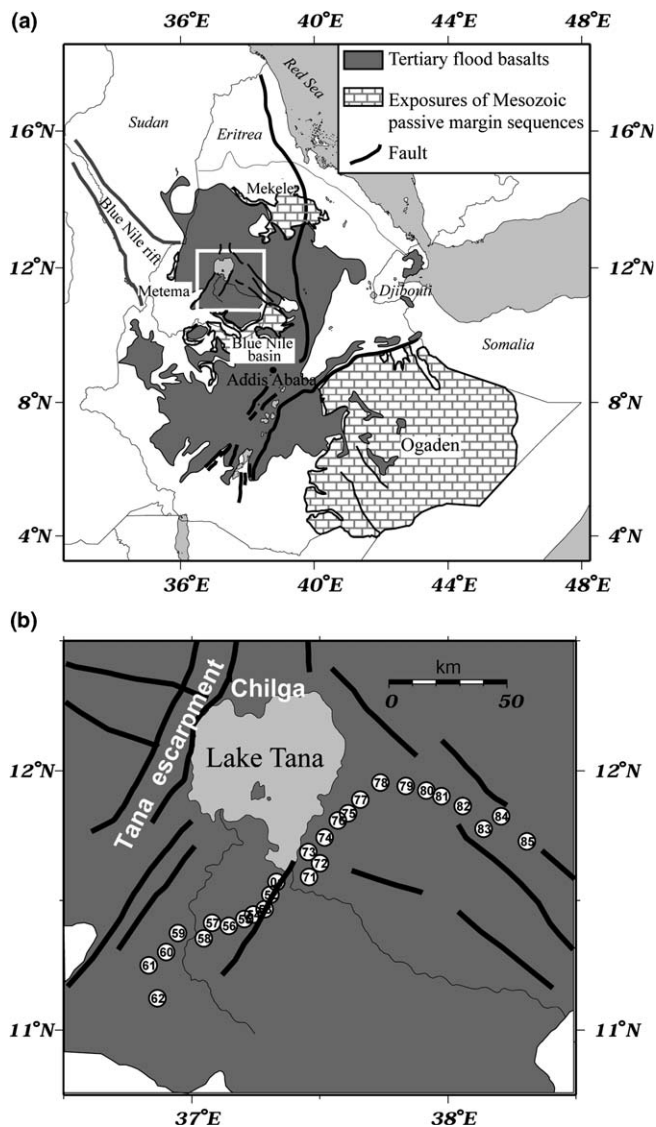 (a)
36°E 40°E 44°E 48°E
Tertiary flood basalts
Exposures of Mesozoic
passive margin sequences
Fault
Red Sea
Sudan
16°N 16°N
Eritrea
Mekele
Blue Nile rift
12°N 12°N
Metema
Djibouti
Blue Nile
basin
Somalia
Addis Ababa
8°N 8°N
Ogaden
4°N 4°N
36°E 40°E 44°E 48°E
(b)
km
0 50
Chilga
Tana escarpment
Lake Tana
12°N 12°N
78 79 80 81
77 82 84
75
76 83 85
74
73
72
71
0
57 56
59 58
60
61
62
11°N 11°N
37°E 38°E